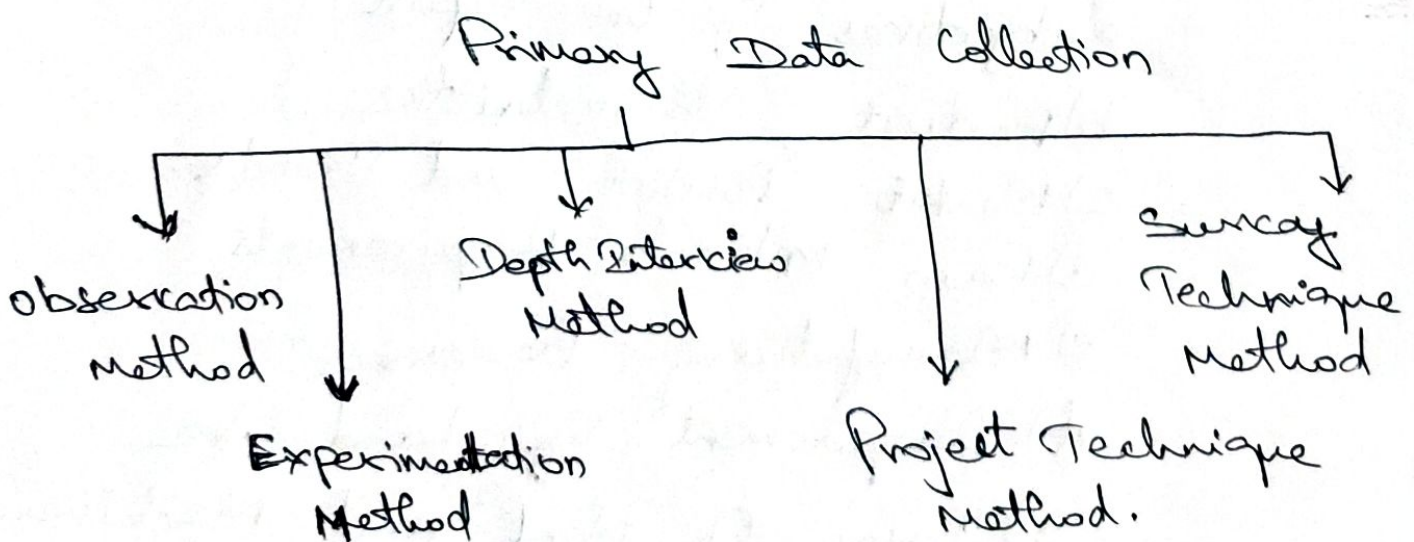 Primary Data Collection
Observation
Method
Experimentation
Method
Depth Interview
Method
Project Technique
Method.
Survey
Technique
Method